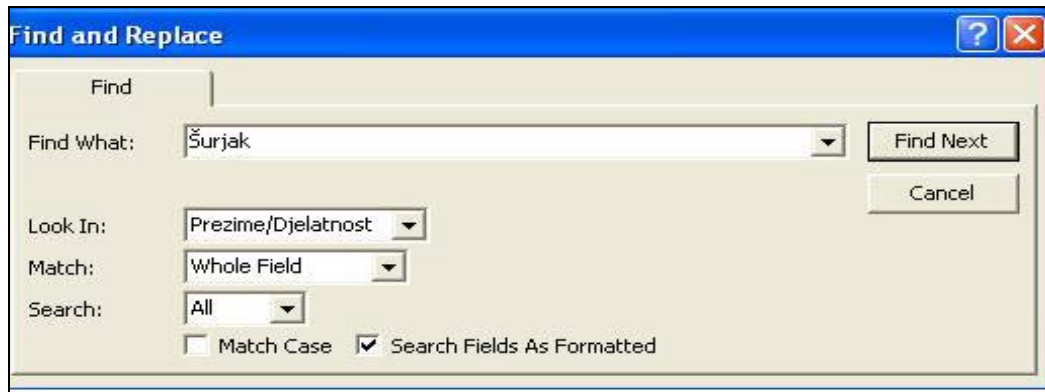 Find and Replace
Find
Find What: Šurjak Find Next
Cancel
Look In: Prezime/Djelatnost
Match: Whole Field
Search: All
Match Case Search Fields As Formatted